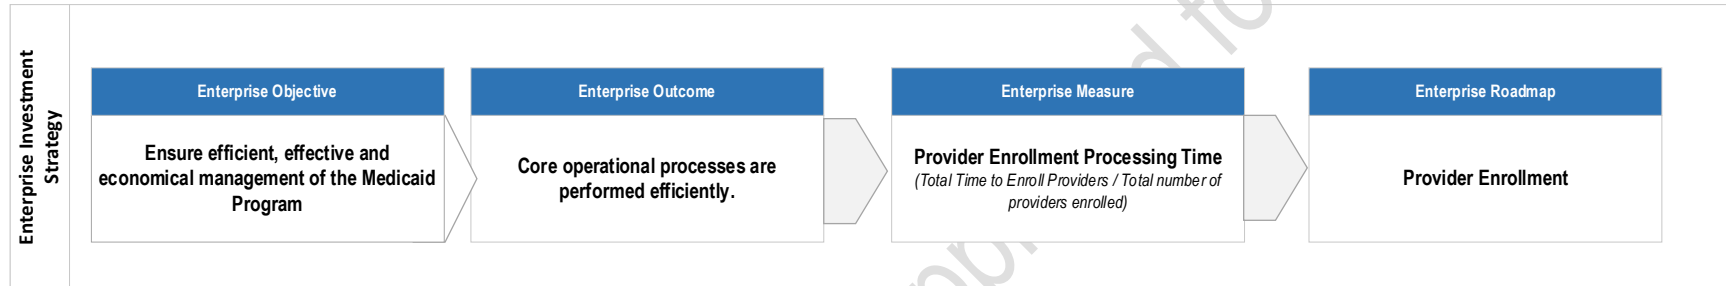 Enterprise Investment
Strategy
Enterprise Objective
Ensure efficient, effective and
economical management of the Medicaid
Program
Enterprise Outcome
Core operational processes are
performed efficiently.
Enterprise Measure
Provider Enrollment Processing Time
(Total Time to Enroll Providers / Total number of
providers enrolled)
Enterprise Roadmap
Provider Enrollment